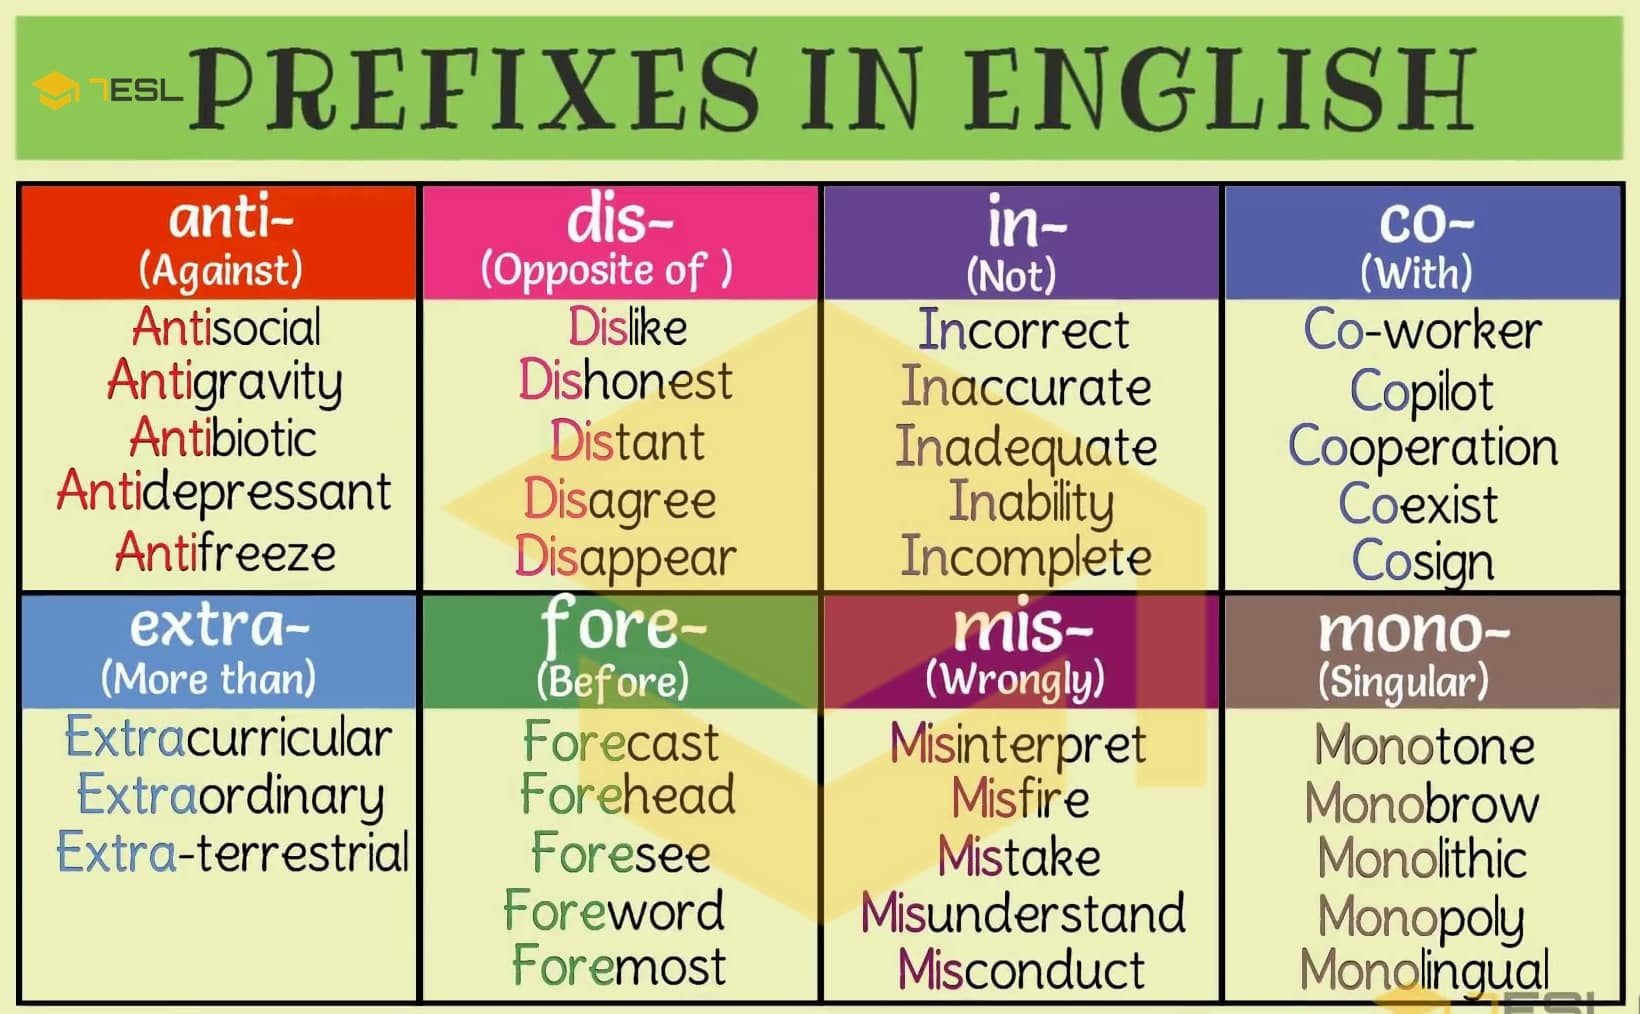 7ESL
PREFIXES IN ENGLISH
anti-
(Against)
Antisocial
Antigravity
Antibiotic
Antidepressant
Antifreeze
dis-
(Opposite of )
Dislike
Dishonest
Distant
Disagree
Disappear
in-
(Not)
Incorrect
Inaccurate
Inadequate
Inability
Incomplete
co-
(With)
Co-worker
Copilot
Cooperation
Coexist
Cosign
extra-
(More than)
Extracurricular
Extraordinary
Extra-terrestrial
fore-
(Before)
Forecast
Forehead
Foresee
Foreword
Foremost
mis-
(Wrongly)
Misinterpret
Misfire
Mistake
Misunderstand
Misconduct
mono-
(Singular)
Monotone
Monobrow
Monolithic
Monopoly
Monolingual
7ESL